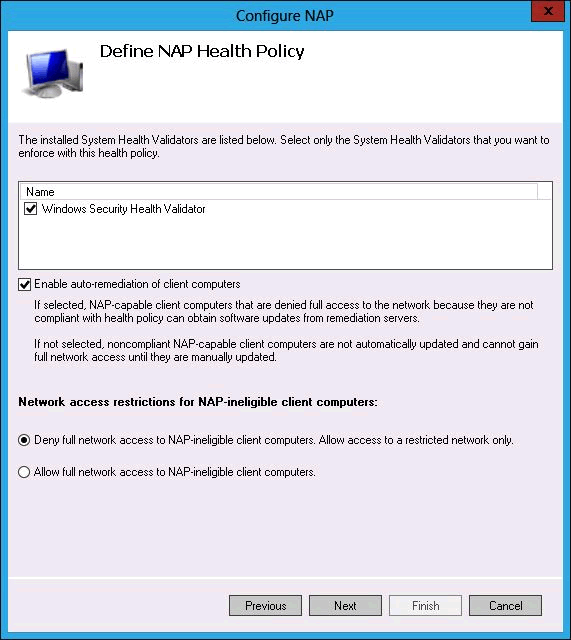 Configure NAP
x
Define NAP Health Policy
The installed System Health Validators are listed below. Select only the System Health Validators that you want to
enforce with this health policy.
Name
Windows Security Health Validator
Enable auto-remediation of client computers
If selected, NAP-capable client computers that are denied full access to the network because they are not
compliant with health policy can obtain software updates from remediation servers.
If not selected, noncompliant NAP-capable client computers are not automatically updated and cannot gain
full network access until they are manually updated.
Network access restrictions for NAP-ineligible client computers:
Deny full network access to NAP-ineligible client computers. Allow access to a restricted network only.
Allow full network access to NAP-ineligible client computers.
Previous
Next
Finish
Cancel